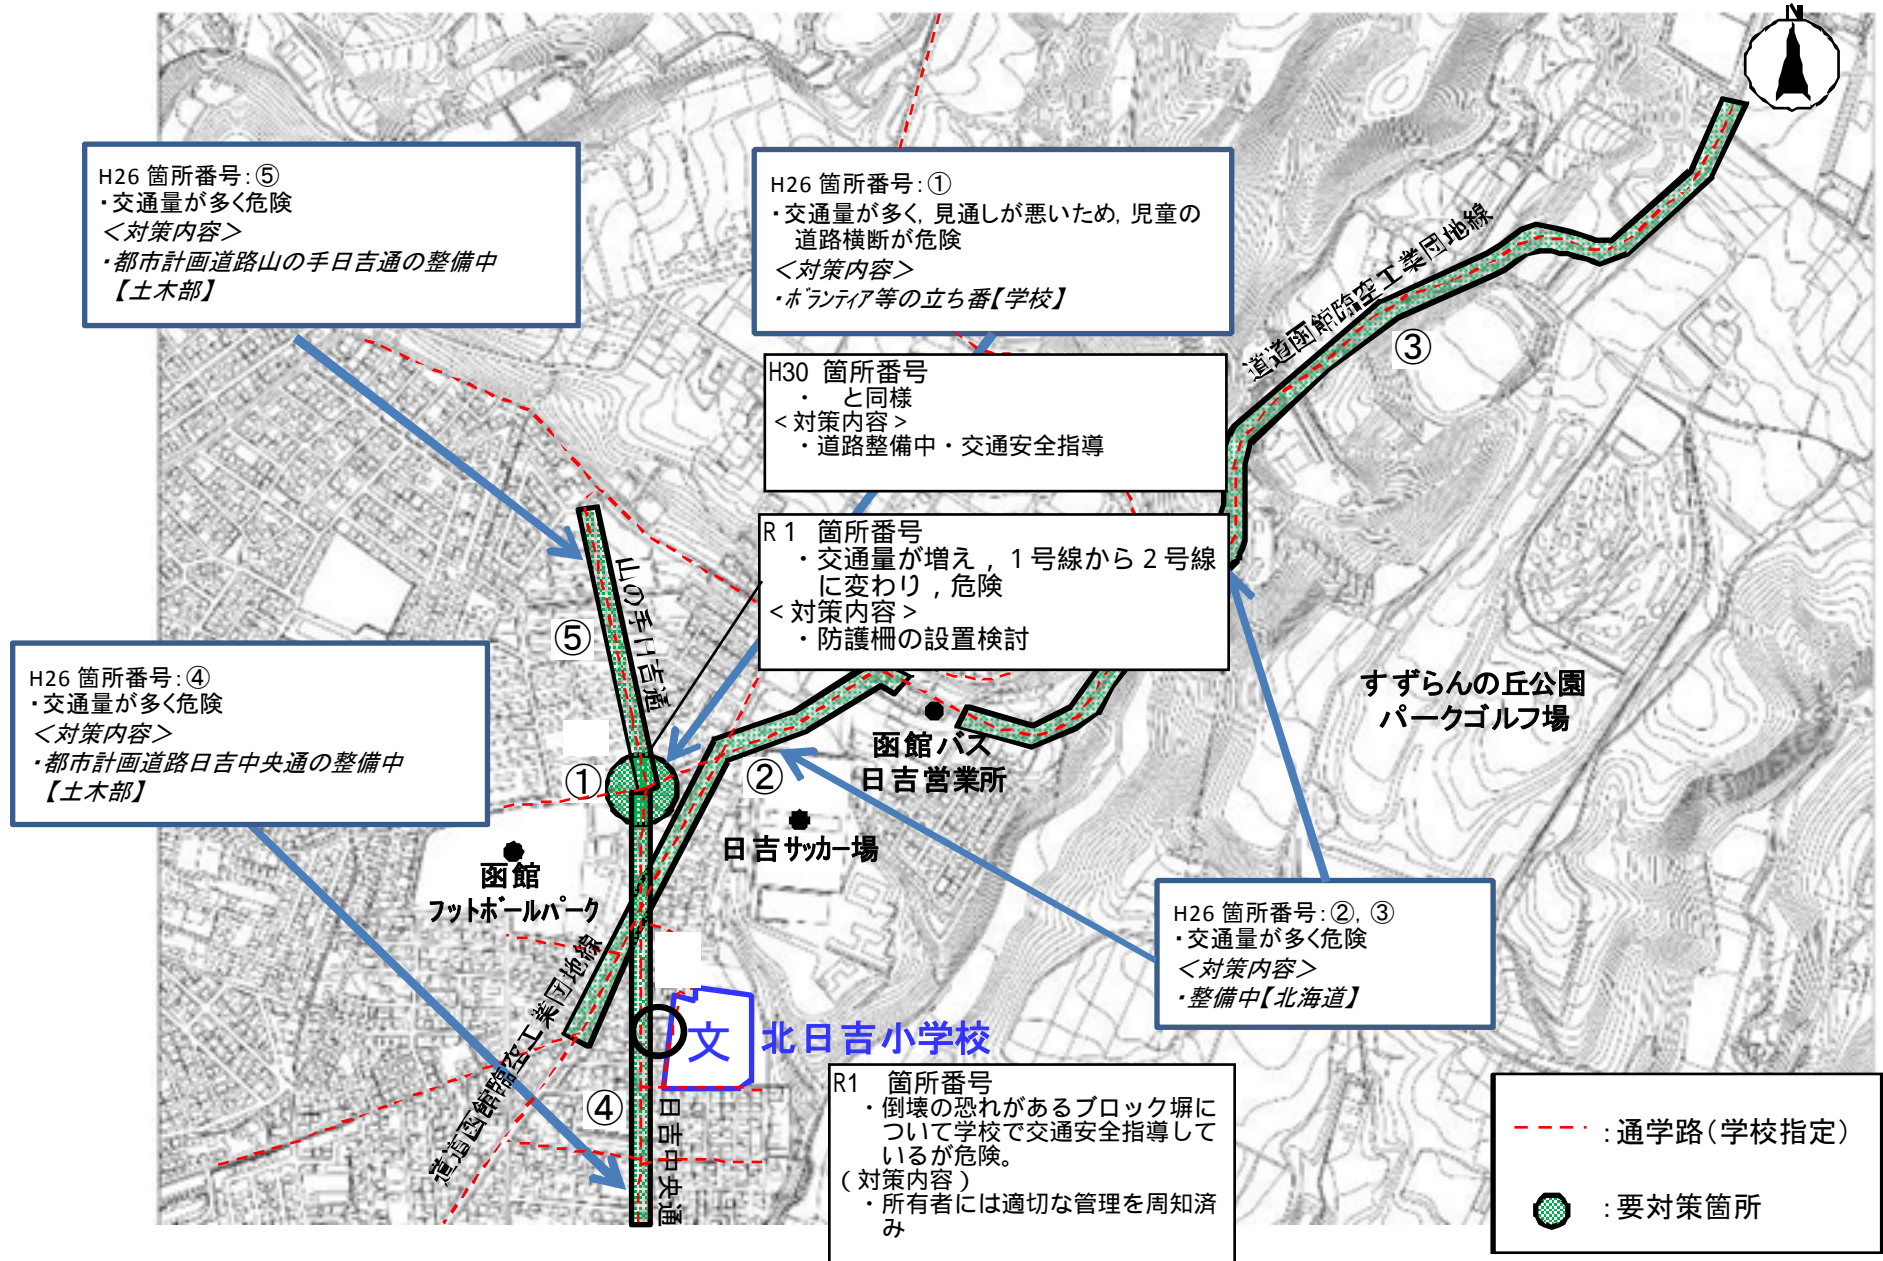 N
H26 箇所番号:⑤
・交通量が多く危険
＜対策内容＞
・都市計画道路山の手日吉通の整備中
【土木部】
H26 箇所番号:①
・交通量が多く，見通しが悪いため，児童の
道路横断が危険
＜対策内容＞
・ボランティア等の立ち番【学校】
H30 箇所番号
・　と同様
＜対策内容＞
・道路整備中・交通安全指導
R1 箇所番号
・交通量が増え，1号線から2号線
に変わり，危険
＜対策内容＞
・防護柵の設置検討
道道函館臨空工業団地線
③
山の手日吉通
⑤
H26 箇所番号:④
・交通量が多く危険
＜対策内容＞
・都市計画道路日吉中央通の整備中
【土木部】
すずらんの丘公園
パークゴルフ場
函館バス
日吉営業所
①
②
日吉サッカー場
函館
フットボールパーク
H26 箇所番号:②，③
・交通量が多く危険
＜対策内容＞
・整備中【北海道】
道道函館臨空工業団地線
文
北日吉小学校
④
日吉中央通
R1 箇所番号
・倒壊の恐れがあるブロック塀に
ついて学校で交通安全指導して
いるが危険。
(対策内容)
・所有者には適切な管理を周知済
み
:通学路(学校指定)
:要対策箇所